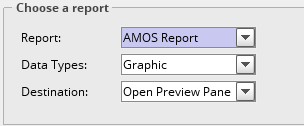 Choose a report
Report: AMOS Report
Data Types: Graphic
Destination: Open Preview Pane